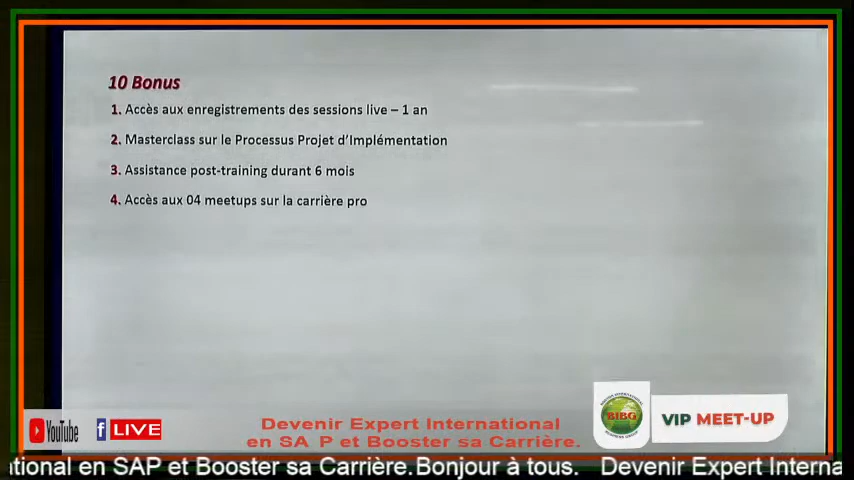 10 Bonus
1. Accès aux enregistrements des sessions live – 1 an
2. Masterclass sur le Processus Projet d'Implémentation
3. Assistance post-training durant 6 mois
4. Accès aux 04 meetups sur la carrière pro
YouTube f LIVE
Devenir Expert International
en SA P et Booster sa Carrière.
BIBG
VIP MEET-UP
ational en SAP et Booster sa Carrière.Bonjour à tous. Devenir Expert Interna